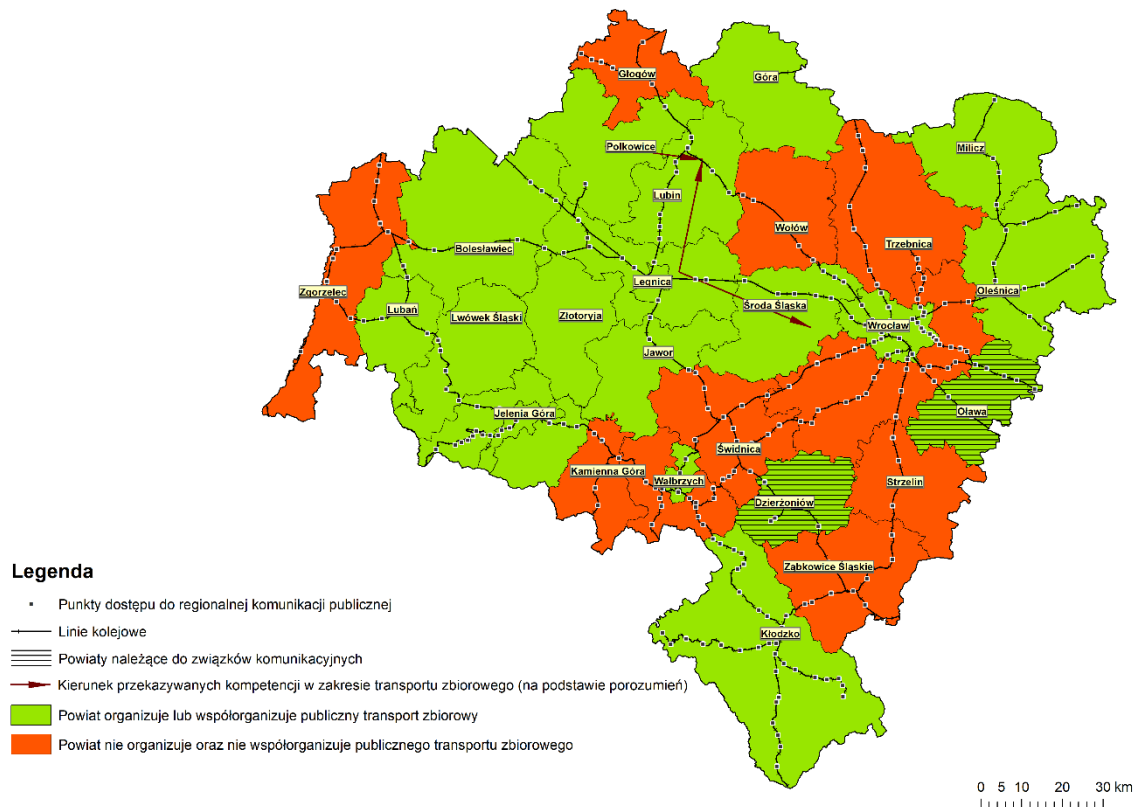 Głogów
Góra
Milicz
Polkowice
Lubin
Wołów
Trzebnica
Bolesławiec
Legnica
Oleśnica
Zgorzelec
Lubań
Lwówek Śląski
Złotoryja
Środa Śląska
Wrocław
Jawor
Oława
Jelenia Góra
Świdnica
Kamienna Góra
Wałbrzych
Strzelin
Dzierżoniów
Ząbkowice Śląskie
Kłodzko
Legenda
Punkty dostępu do regionalnej komunikacji publicznej
Linie kolejowe
Powiaty należące do związków komunikacyjnych
Kierunek przekazywanych kompetencji w zakresie transportu zbiorowego (na podstawie porozumień)
Powiat organizuje lub współorganizuje publiczny transport zbiorowy
Powiat nie organizuje oraz nie współorganizuje publicznego transportu zbiorowego
0 5 10 20 30 km